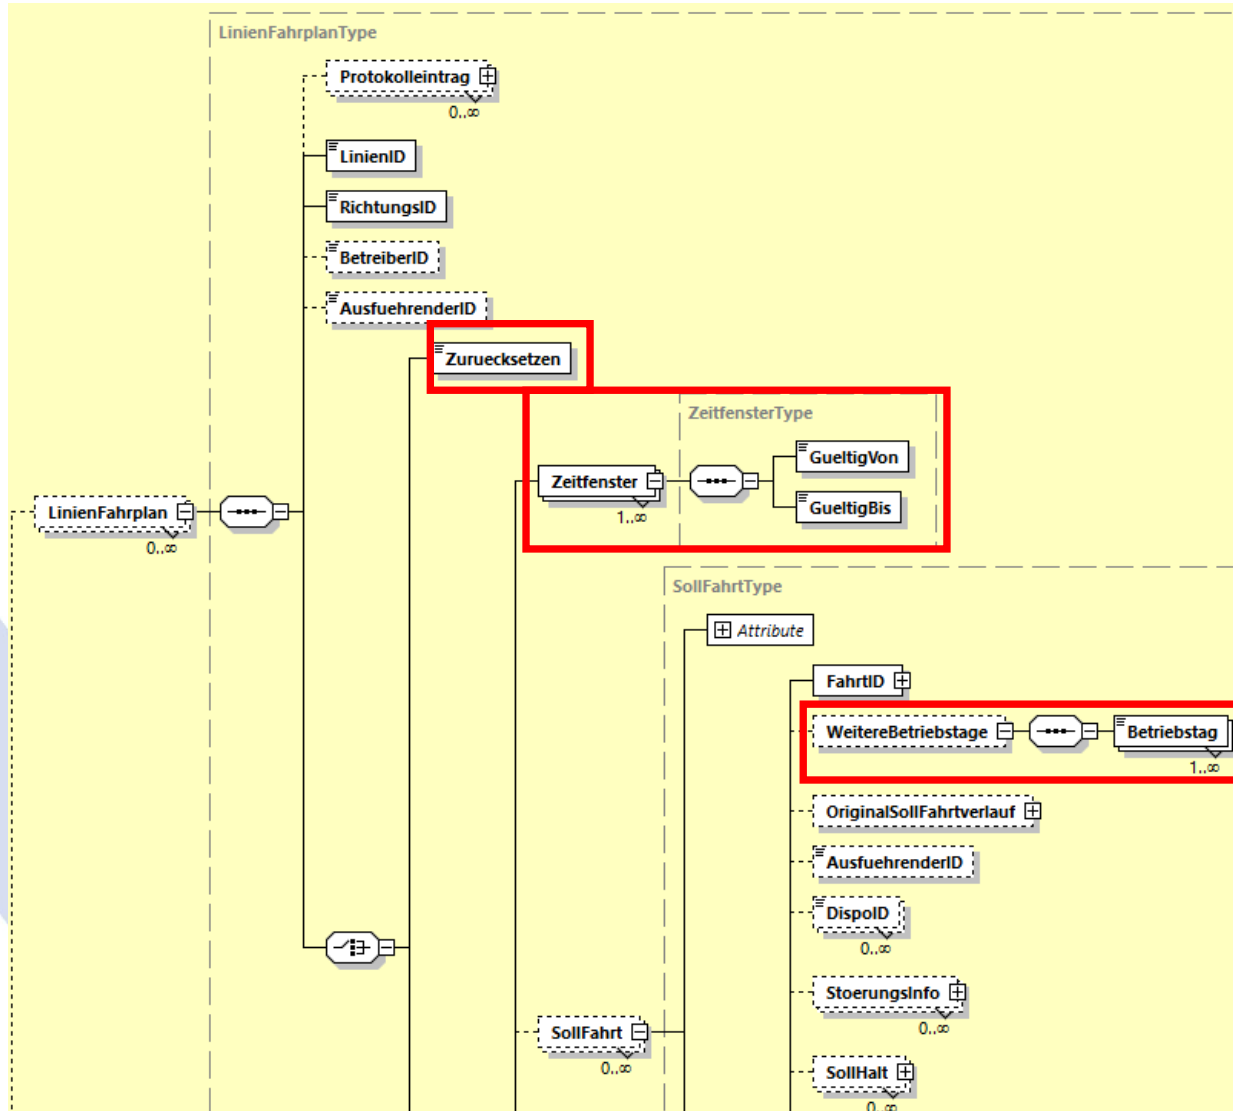 LinienFahrplanType
Protokolleintrag
0..∞
LinienID
RichtungsID
BetreiberID
AusfuehrenderID
Zuruecksetzen
ZeitfensterType
GueltigVon
Zeitfenster
GueltigBis
1..∞
LinienFahrplan
0..∞
SollFahrtType
Attribute
FahrtID
WeitereBetriebstage
Betriebstag
1..∞
OriginalSollFahrtverlauf
AusfuehrenderID
DispoID
0..∞
StoerungsInfo
0..∞
SollFahrt
0..∞
SollHalt
0..∞